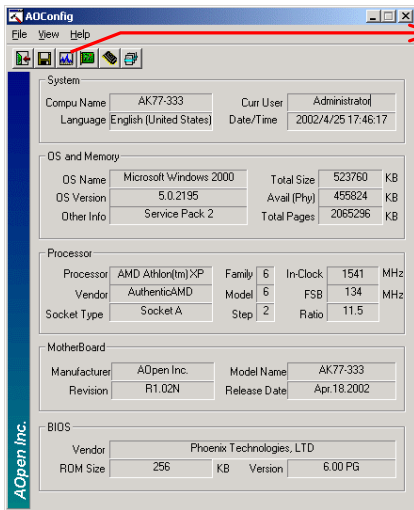 AOConfig
File View Help
System
Compu Name AK77-333 Curr User Administrator
Language English (United States) Date/Time 2002/4/25 17:46:17
OS and Memory
OS Name Microsoft Windows 2000 Total Size 523760 KB
OS Version 5.0.2195 Avail (Phy) 455824 KB
Other Info Service Pack 2 Total Pages 2065296 KB
Processor
Processor AMD Athlon(tm) XP Family 6 In-Clock 1541 MHz
Vendor AuthenticAMD Model 6 FSB 134 MHz
Socket Type Socket A Step 2 Ratio 11.5
MotherBoard
Manufacturer AOpen Inc. Model Name AK77-333
Revision R1.02N Release Date Apr.18.2002
BIOS
Vendor Phoenix Technologies, LTD
ROM Size 256 KB Version 6.00 PG
AOpen Inc.